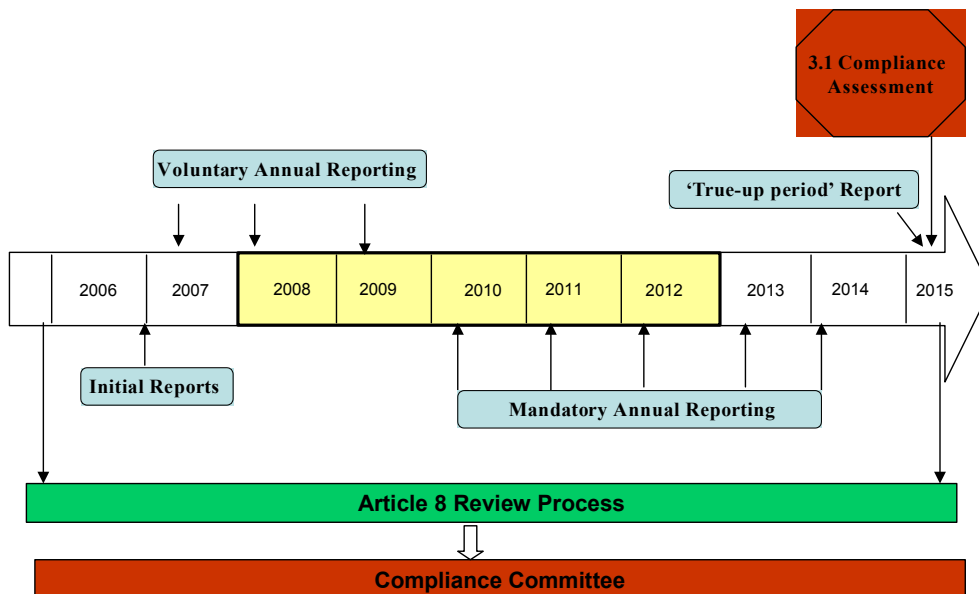 3.1 Compliance
Assessment
Voluntary Annual Reporting
‘True-up period’ Report
2006
2007
2008
2009
2010
2011
2012
2013
2014
2015
Initial Reports
Mandatory Annual Reporting
Article 8 Review Process
Compliance Committee